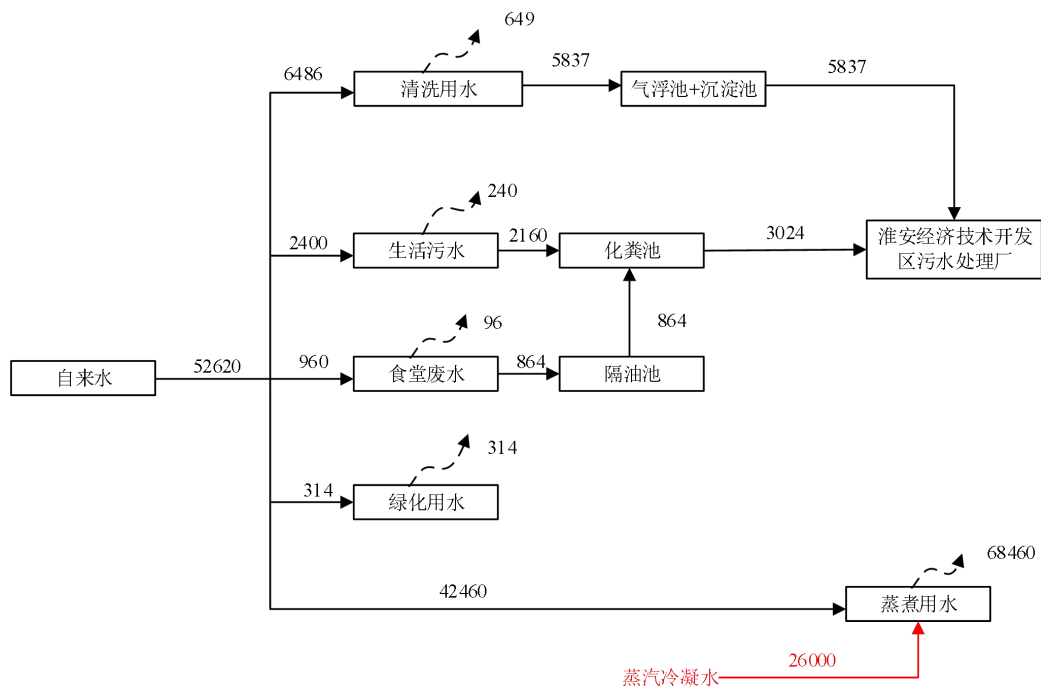 649
6486
清洗用水
5837
气浮池+沉淀池
5837
240
2400
生活污水
2160
化粪池
3024
淮安经济技术开发
区污水处理厂
96
864
自来水
52620
960
食堂废水
864
隔油池
314
314
绿化用水
68460
42460
蒸煮用水
蒸汽冷凝水
26000